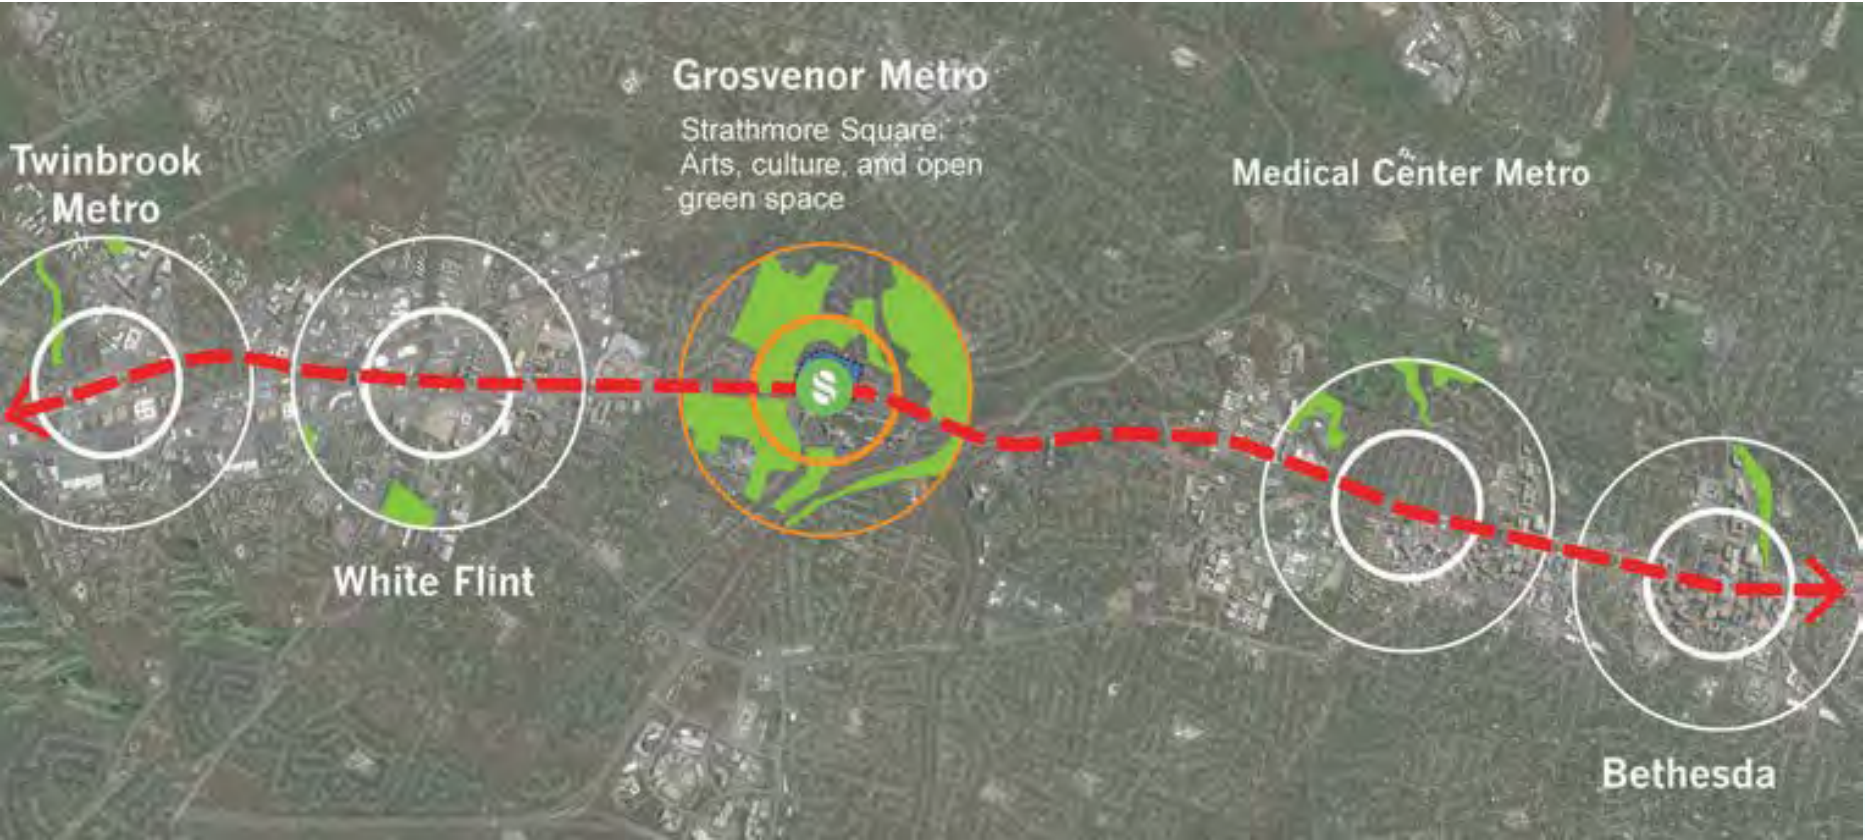 Twinbrook
Metro
White Flint
Grosvenor Metro
Strathmore Square:
Arts, culture, and open
green space
Medical Center Metro
Bethesda